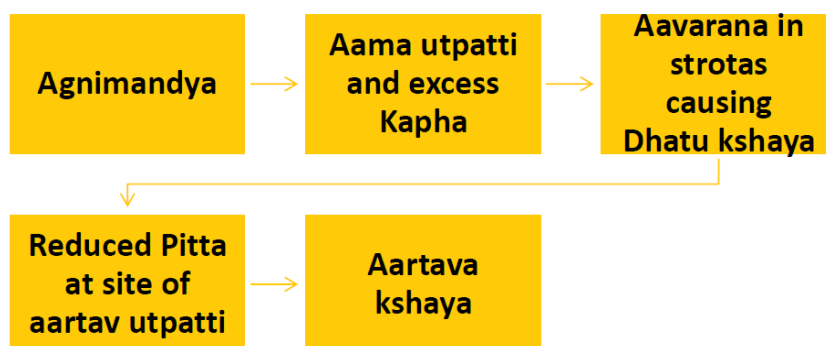 Agnimandya
Aama utpatti
and excess
Kapha
Aavarana in
strotas
causing
Dhatu kshaya
Reduced Pitta
at site of
aartav utpatti
Aartava
kshaya